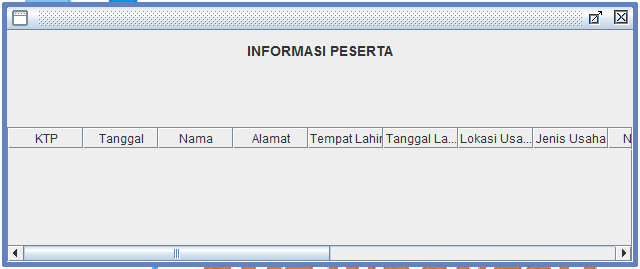 INFORMASI PESERTA
KTP Tanggal Nama Alamat Tempat Lahir Tanggal La... Lokasi Usa... Jenis Usaha N